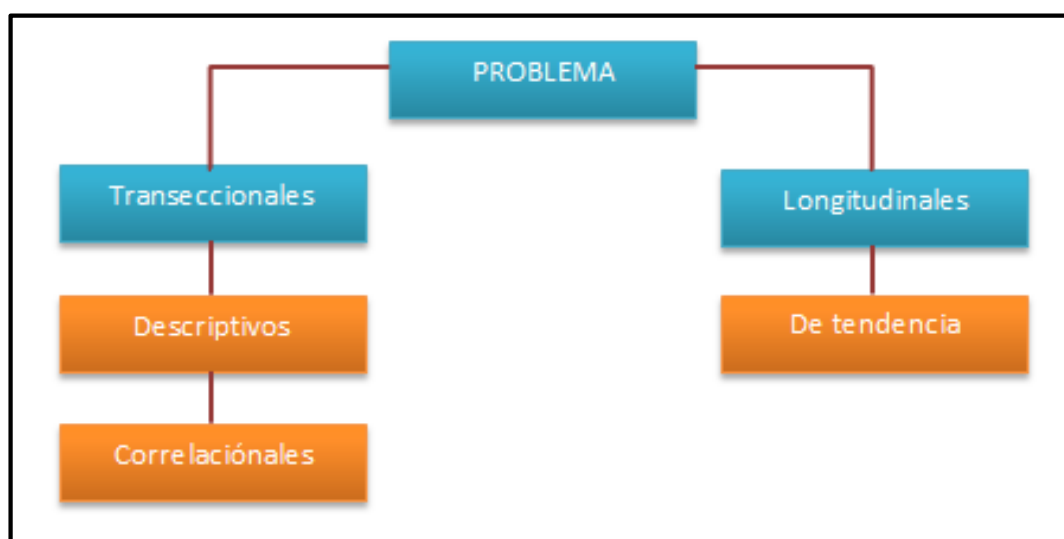 PROBLEMA
Transeccionales
Longitudinales
Descriptivos
De tendencia
Correlaciónales